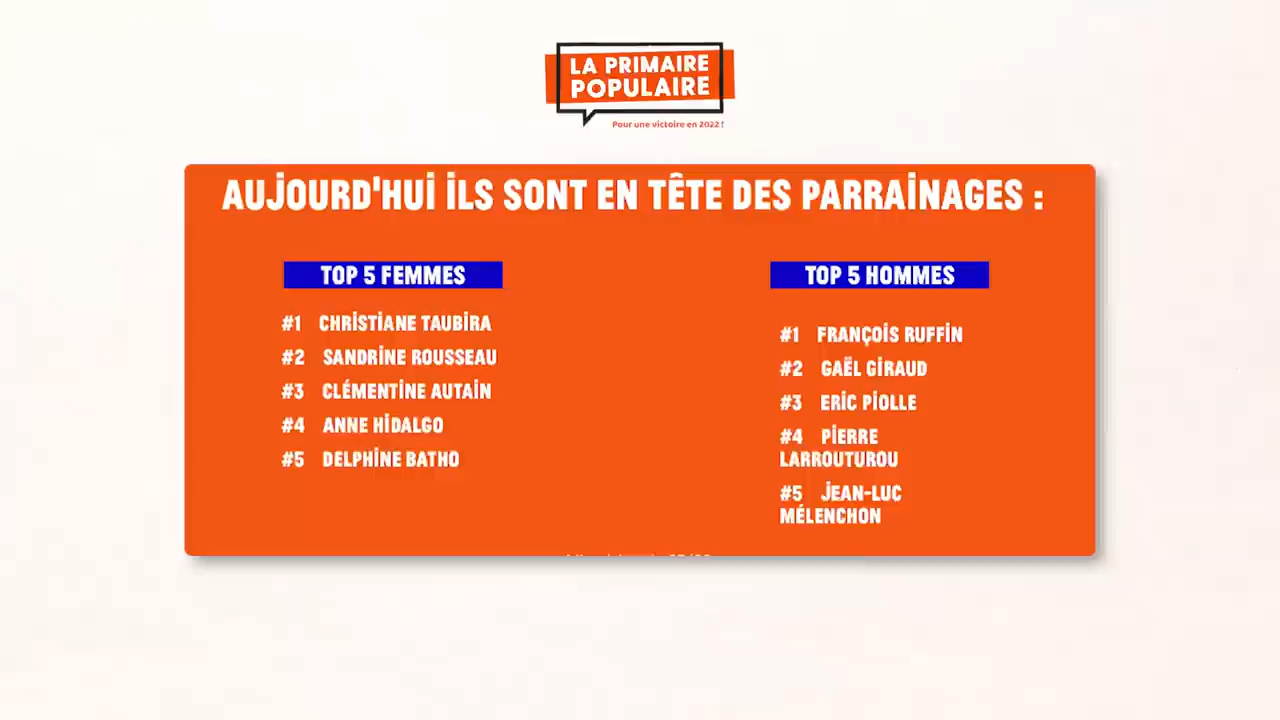 LA PRIMAIRE
POPULAIRE
Pour une victoire en 2022 !
AUJOURD'HUI ILS SONT EN TÊTE DES PARRAINAGES :
TOP 5 FEMMES
#1 CHRISTIANE TAUBIRA
#2 SANDRINE ROUSSEAU
#3 CLÉMENTINE AUTAIN
#4 ANNE HIDALGO
#5 DELPHINE BATHO
TOP 5 HOMMES
#1 FRANÇOIS RUFFIN
#2 GAËL GIRAUD
#3 ERIC PIOLLE
#4 PIERRE
LARROUTUROU
#5 JEAN-LUC
MÉLENCHON